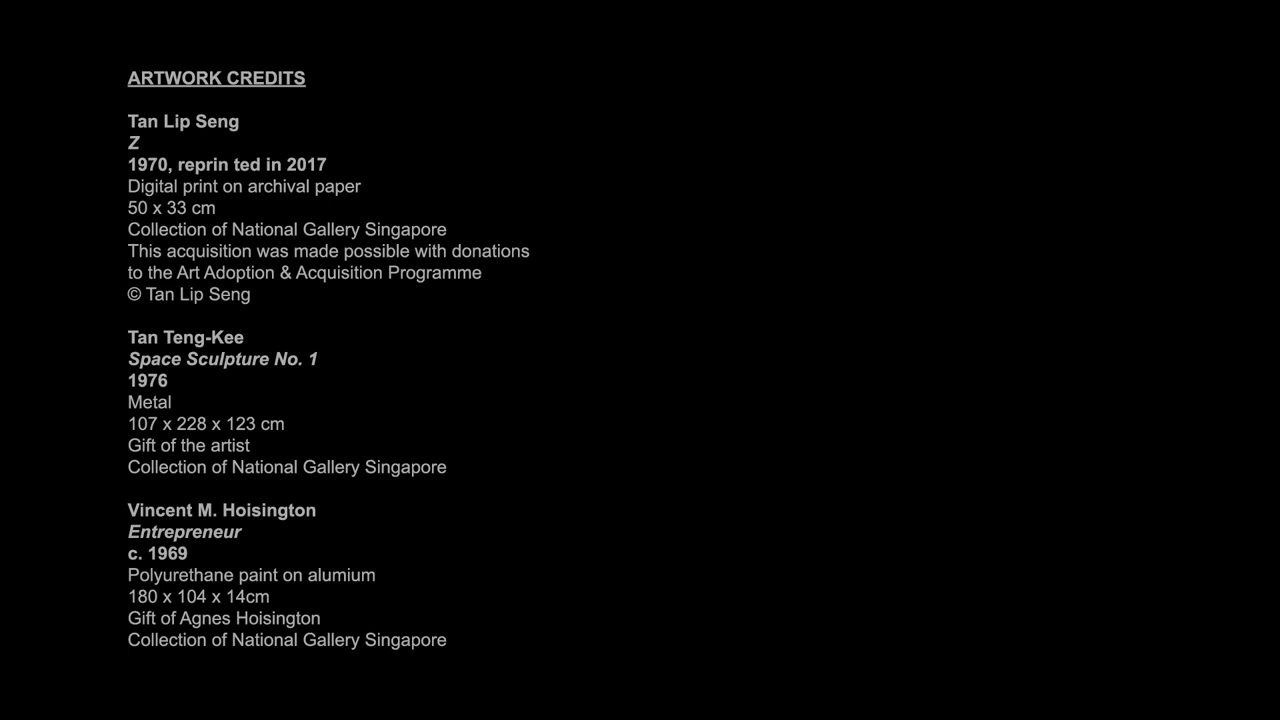 ARTWORK CREDITS
Tan Lip Seng
Z
1970, reprin ted in 2017
Digital print on archival paper
50 x 33 cm
Collection of National Gallery Singapore
This acquisition was made possible with donations
to the Art Adoption & Acquisition Programme
© Tan Lip Seng
Tan Teng-Kee
Space Sculpture No. 1
1976
Metal
107 x 228 x 123 cm
Gift of the artist
Collection of National Gallery Singapore
Vincent M. Hoisington
Entrepreneur
c. 1969
Polyurethane paint on alumium
180 x 104 x 14cm
Gift of Agnes Hoisington
Collection of National Gallery Singapore